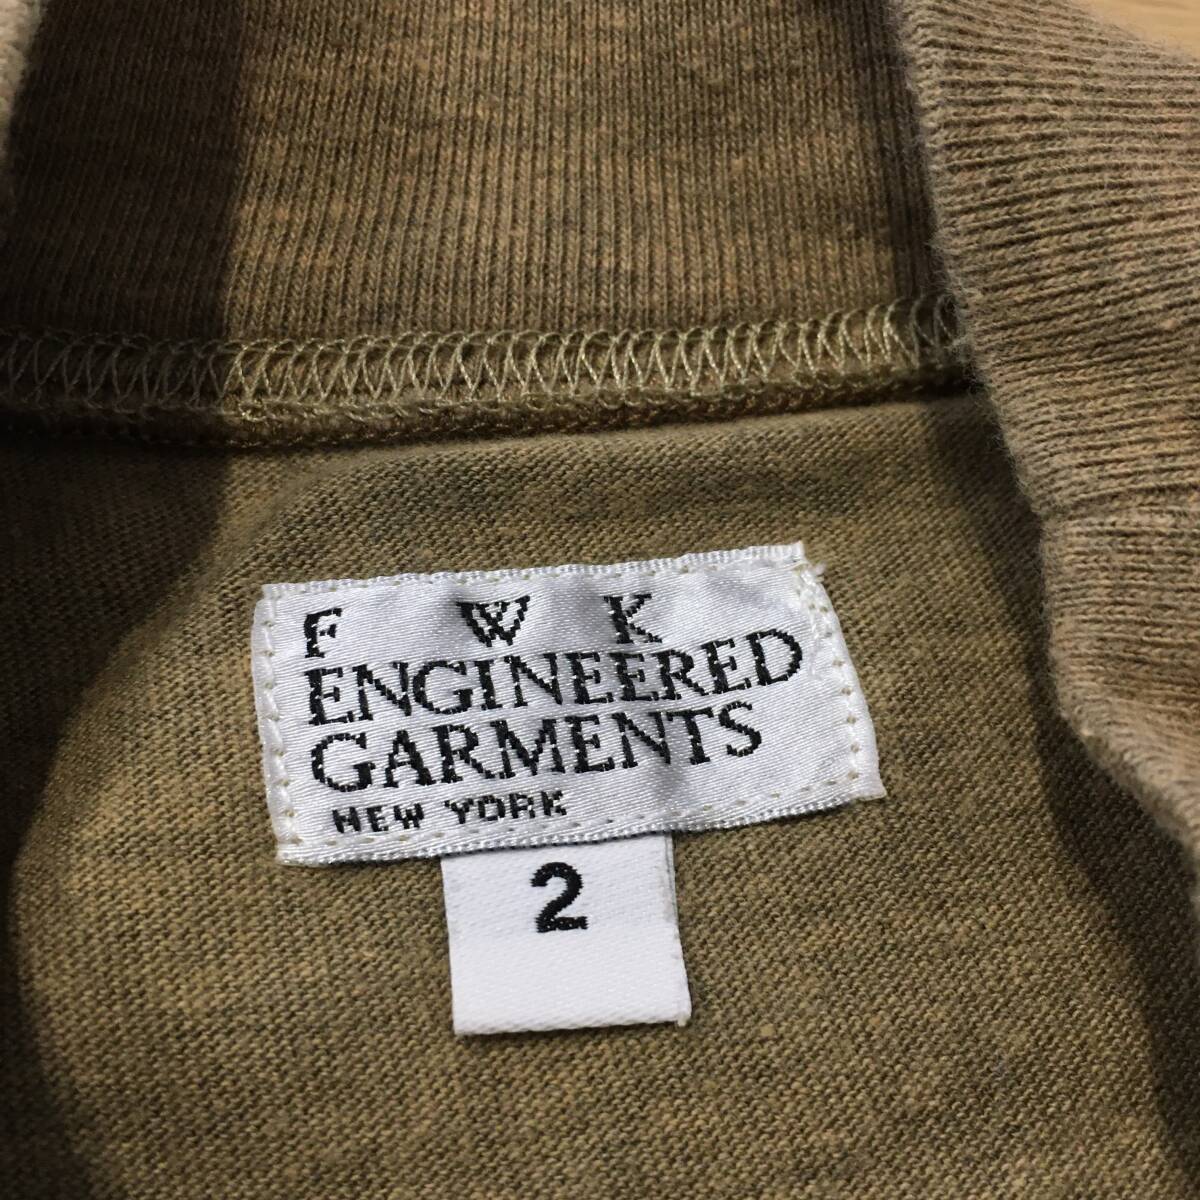 F W K
ENGINEERED
GARMENTS
NEW YORK
2